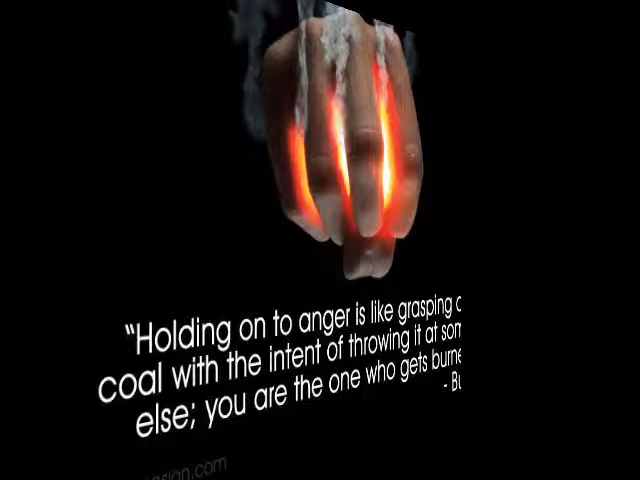 “Holding on to anger is like grasping
coal with the intent of throwing it at
else; you are the one who gets
-